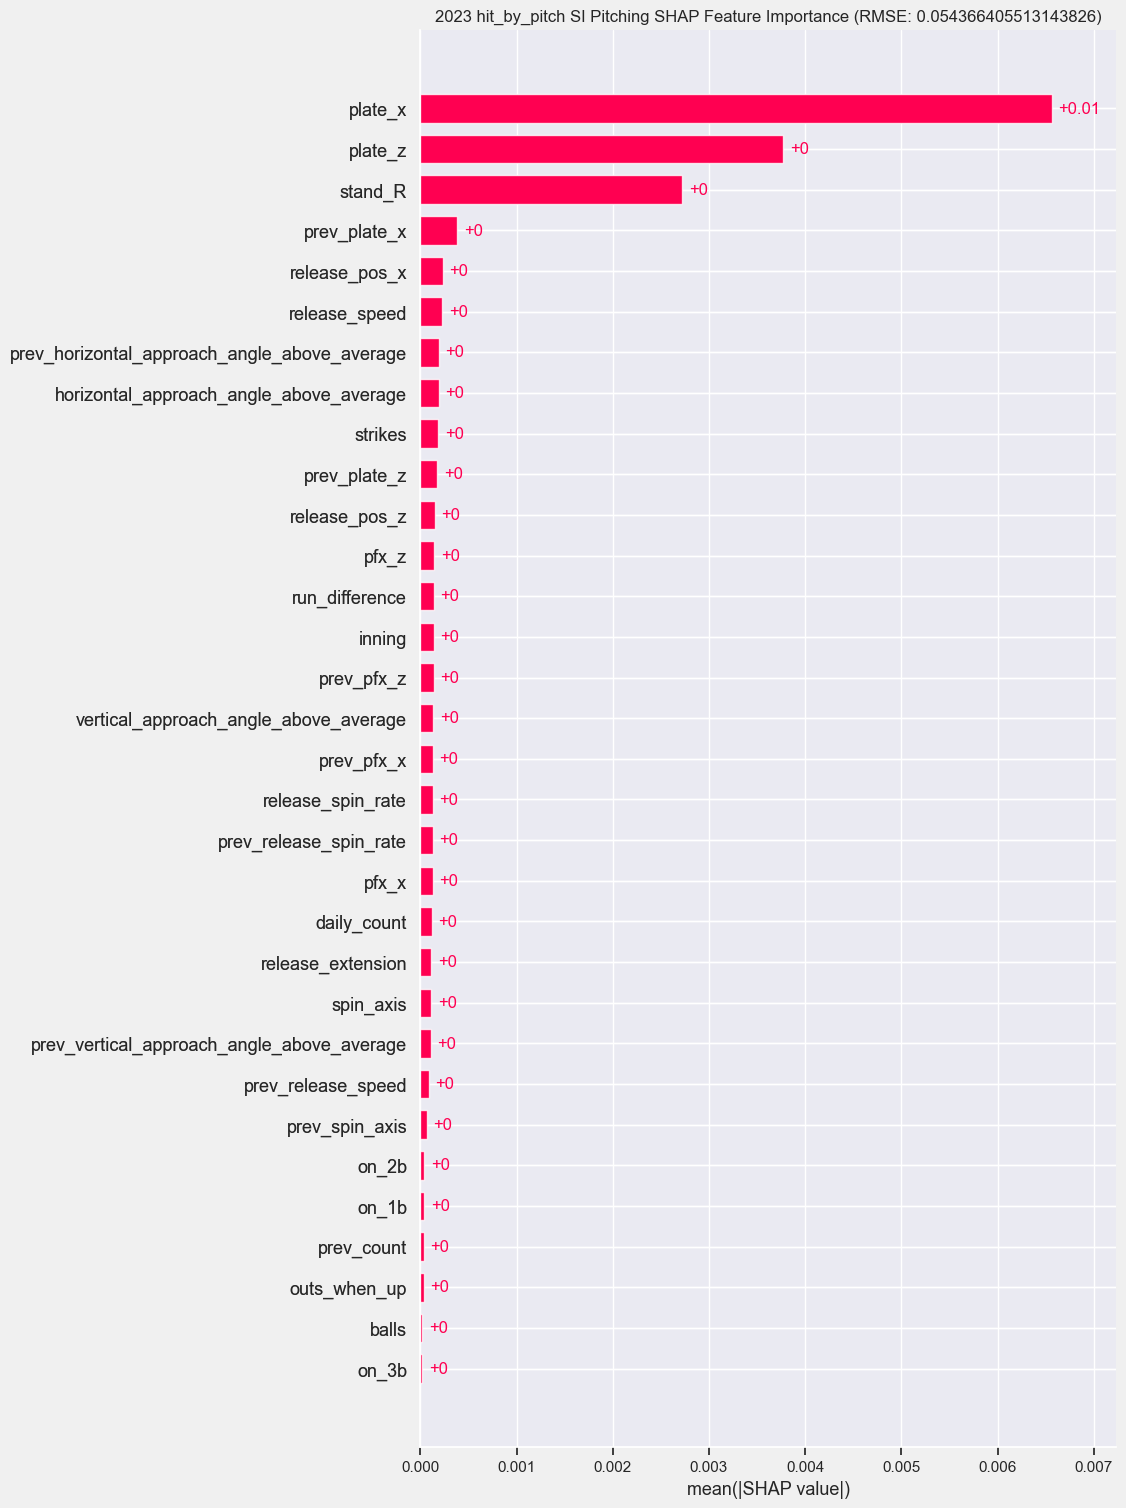 2023 hit_by_pitch SI Pitching SHAP Feature Importance (RMSE: 0.054366405513143826)
plate_x +0.01
plate_z +0
stand_R +0
prev_plate_x +0
release_pos_x +0
release_speed +0
prev_horizontal_approach_angle_above_average +0
horizontal_approach_angle_above_average +0
strikes +0
prev_plate_z +0
release_pos_z +0
pfx_z +0
run_difference +0
inning +0
prev_pfx_z +0
vertical_approach_angle_above_average +0
prev_pfx_x +0
release_spin_rate +0
prev_release_spin_rate +0
pfx_x +0
daily_count +0
release_extension +0
spin_axis +0
prev_vertical_approach_angle_above_average +0
prev_release_speed +0
prev_spin_axis +0
on_2b +0
on_1b +0
prev_count +0
outs_when_up +0
balls +0
on_3b +0
0.000 0.001 0.002 0.003 0.004 0.005 0.006 0.007
mean(|SHAP value|)